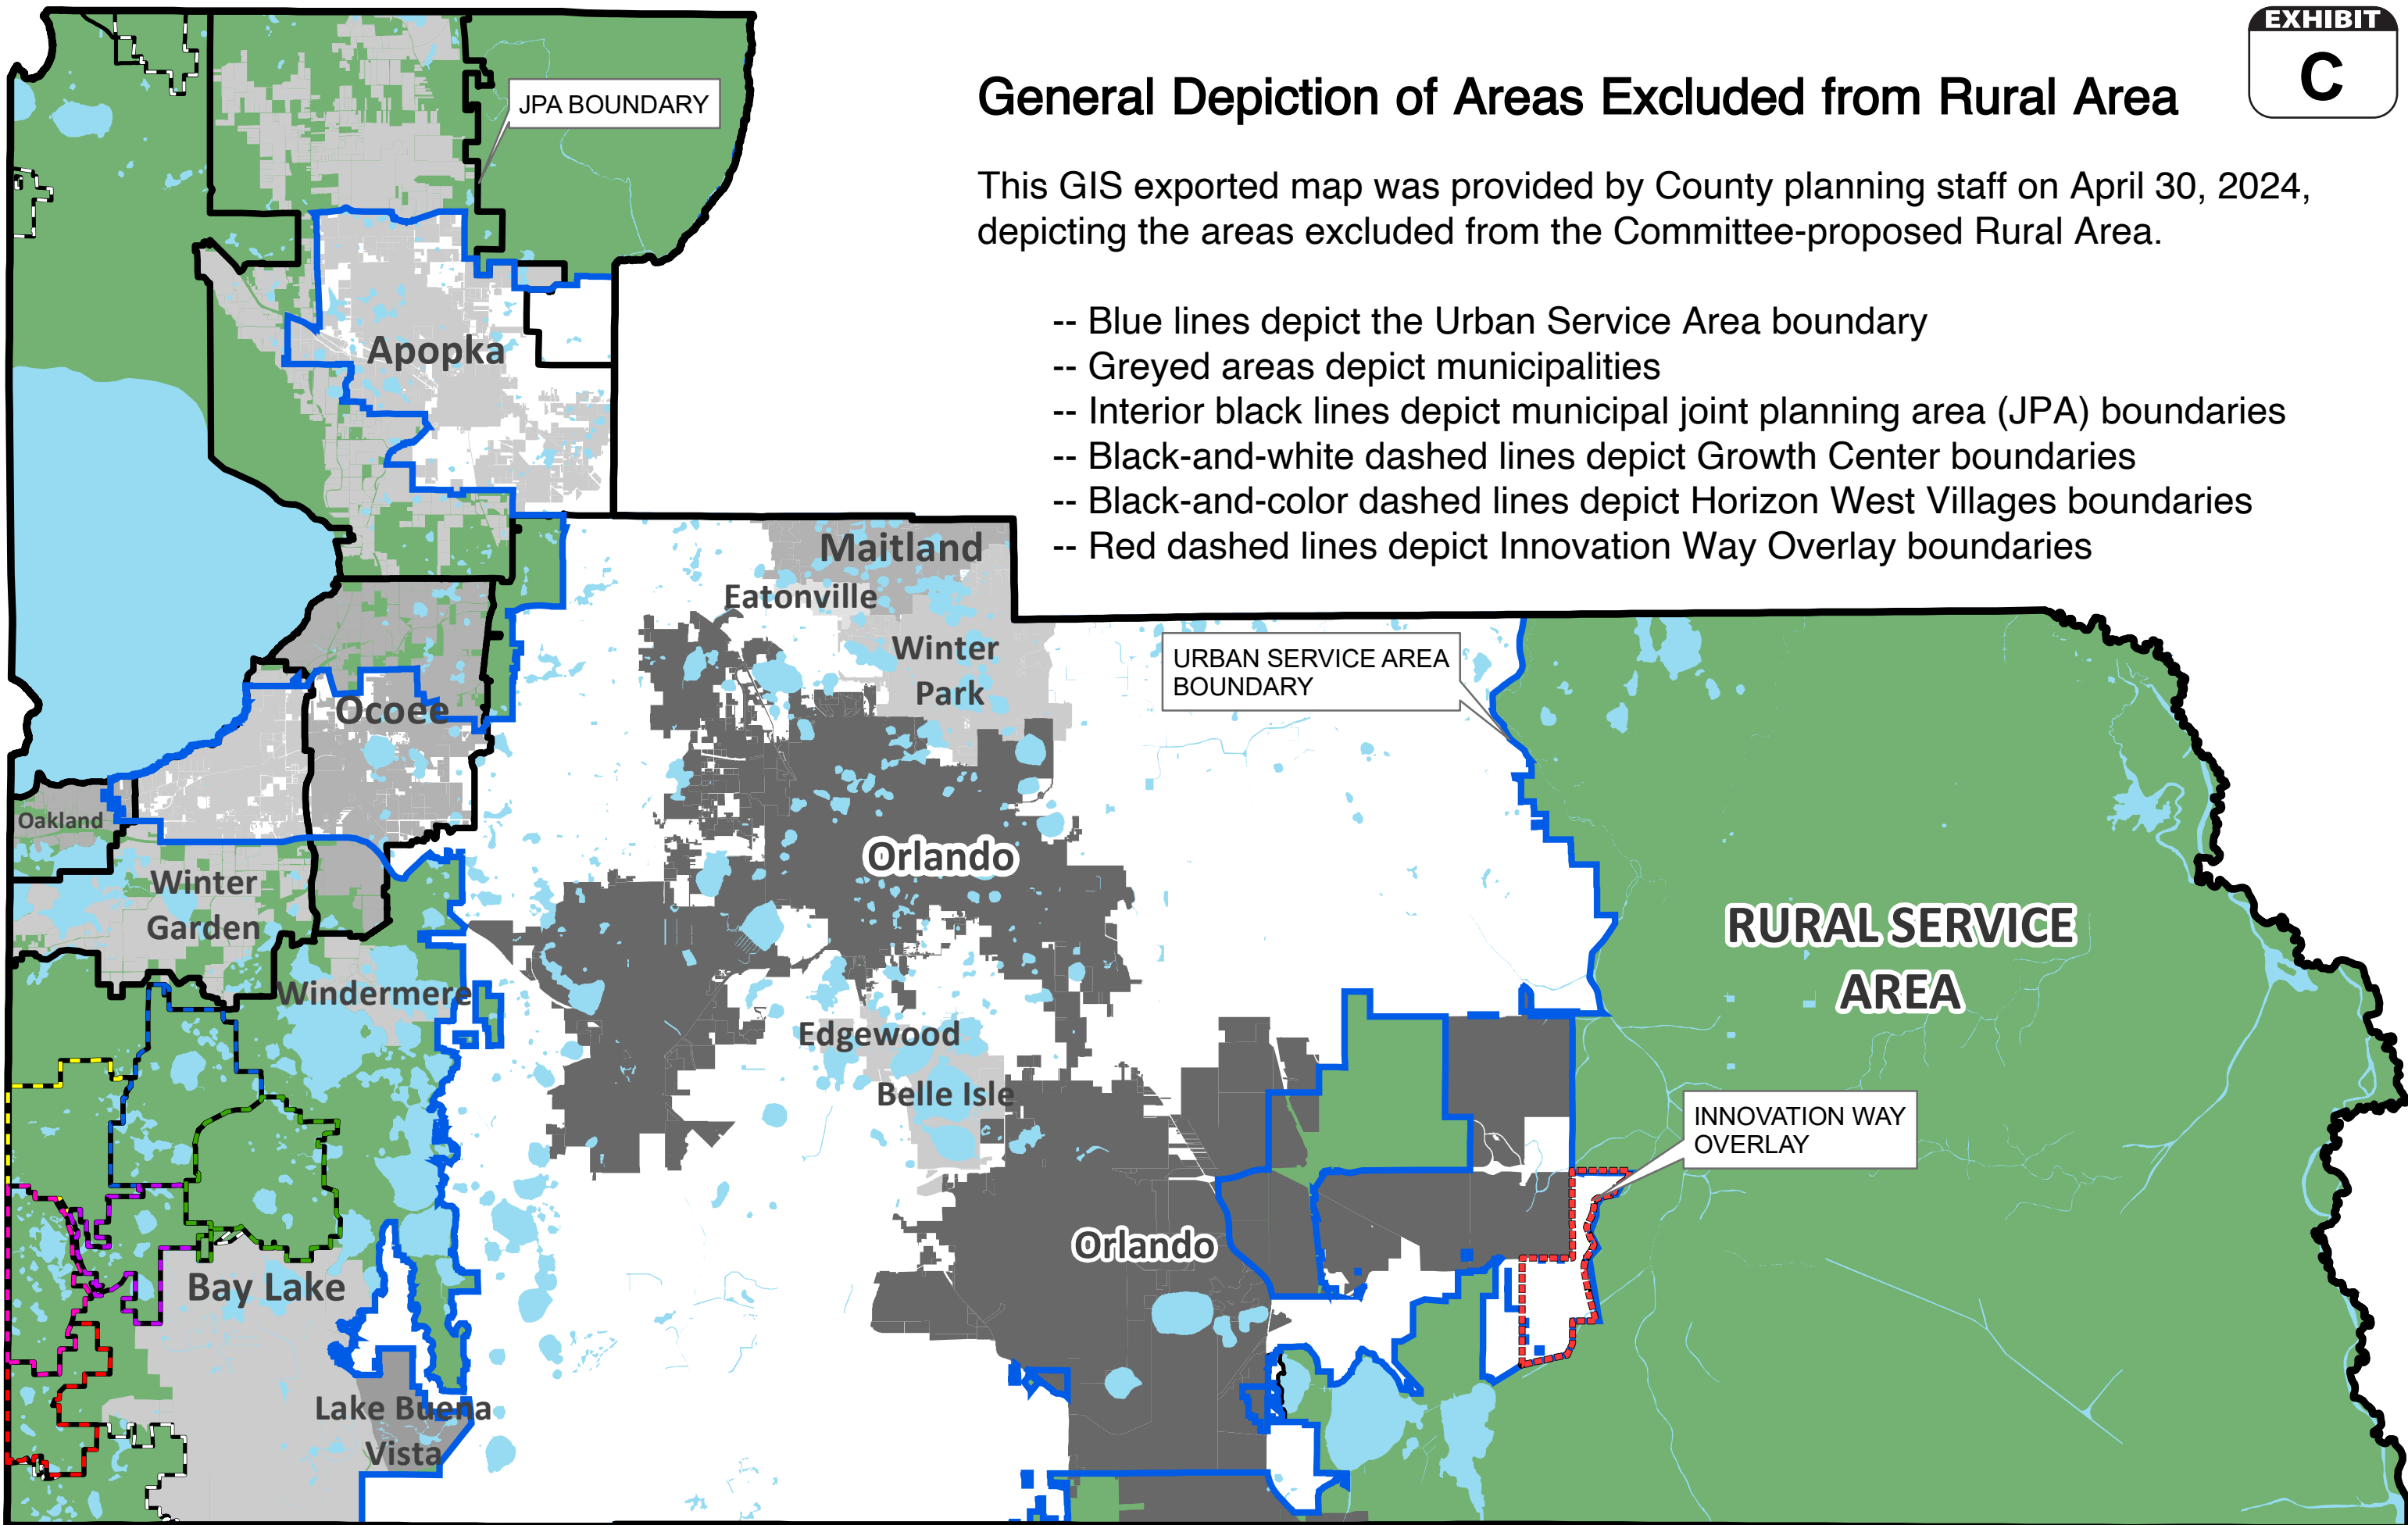 EXHIBIT
C
General Depiction of Areas Excluded from Rural Area
This GIS exported map was provided by County planning staff on April 30, 2024,
depicting the areas excluded from the Committee-proposed Rural Area.
-- Blue lines depict the Urban Service Area boundary
-- Greyed areas depict municipalities
-- Interior black lines depict municipal joint planning area (JPA) boundaries
-- Black-and-white dashed lines depict Growth Center boundaries
-- Black-and-color dashed lines depict Horizon West Villages boundaries
-- Red dashed lines depict Innovation Way Overlay boundaries
JPA BOUNDARY
Apopka
Maitland
Eatonville
Winter
Park
URBAN SERVICE AREA
BOUNDARY
Ocoee
Oakland
Orlando
Winter
Garden
RURAL SERVICE
AREA
Windermere
Edgewood
Belle Isle
INNOVATION WAY
OVERLAY
Orlando
Bay Lake
Lake Buena
Vista